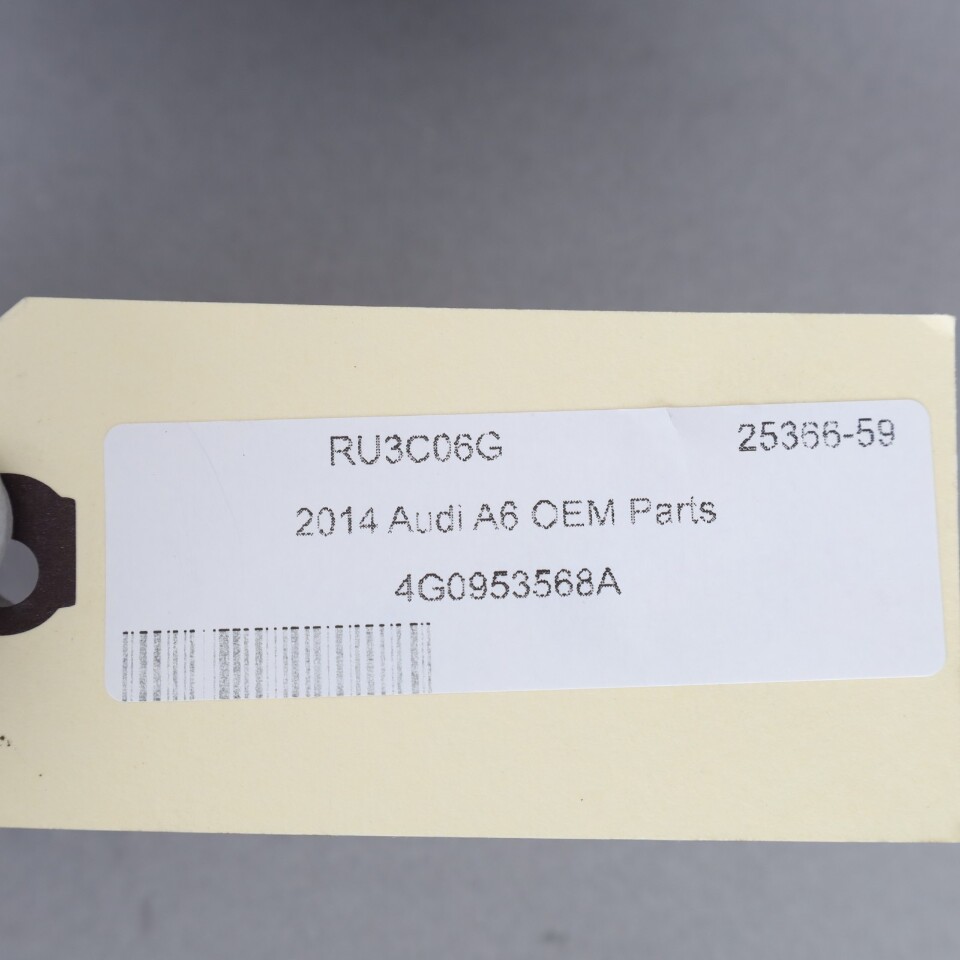 RU3C06G 25366-59
2014 Audi A6 OEM Parts
4G0953568A